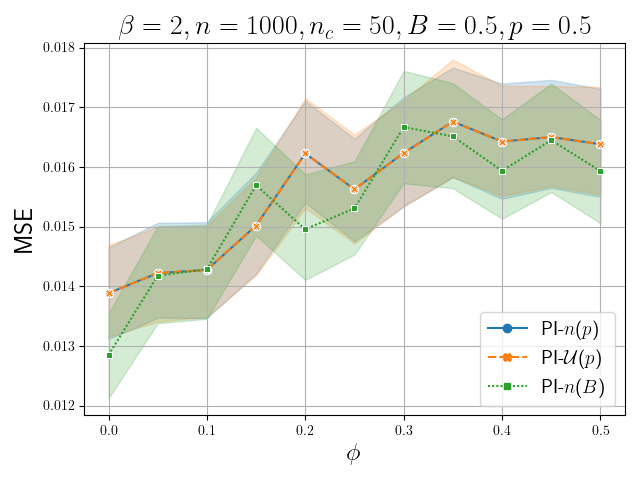 β = 2, n = 1000, n_c = 50, B = 0.5, p = 0.5
MSE
0.018
0.017
0.016
0.015
0.014
0.013
0.012
PI-n(p)
PI-𝒰(p)
PI-n(B)
0.0 0.1 0.2 0.3 0.4 0.5
ϕ